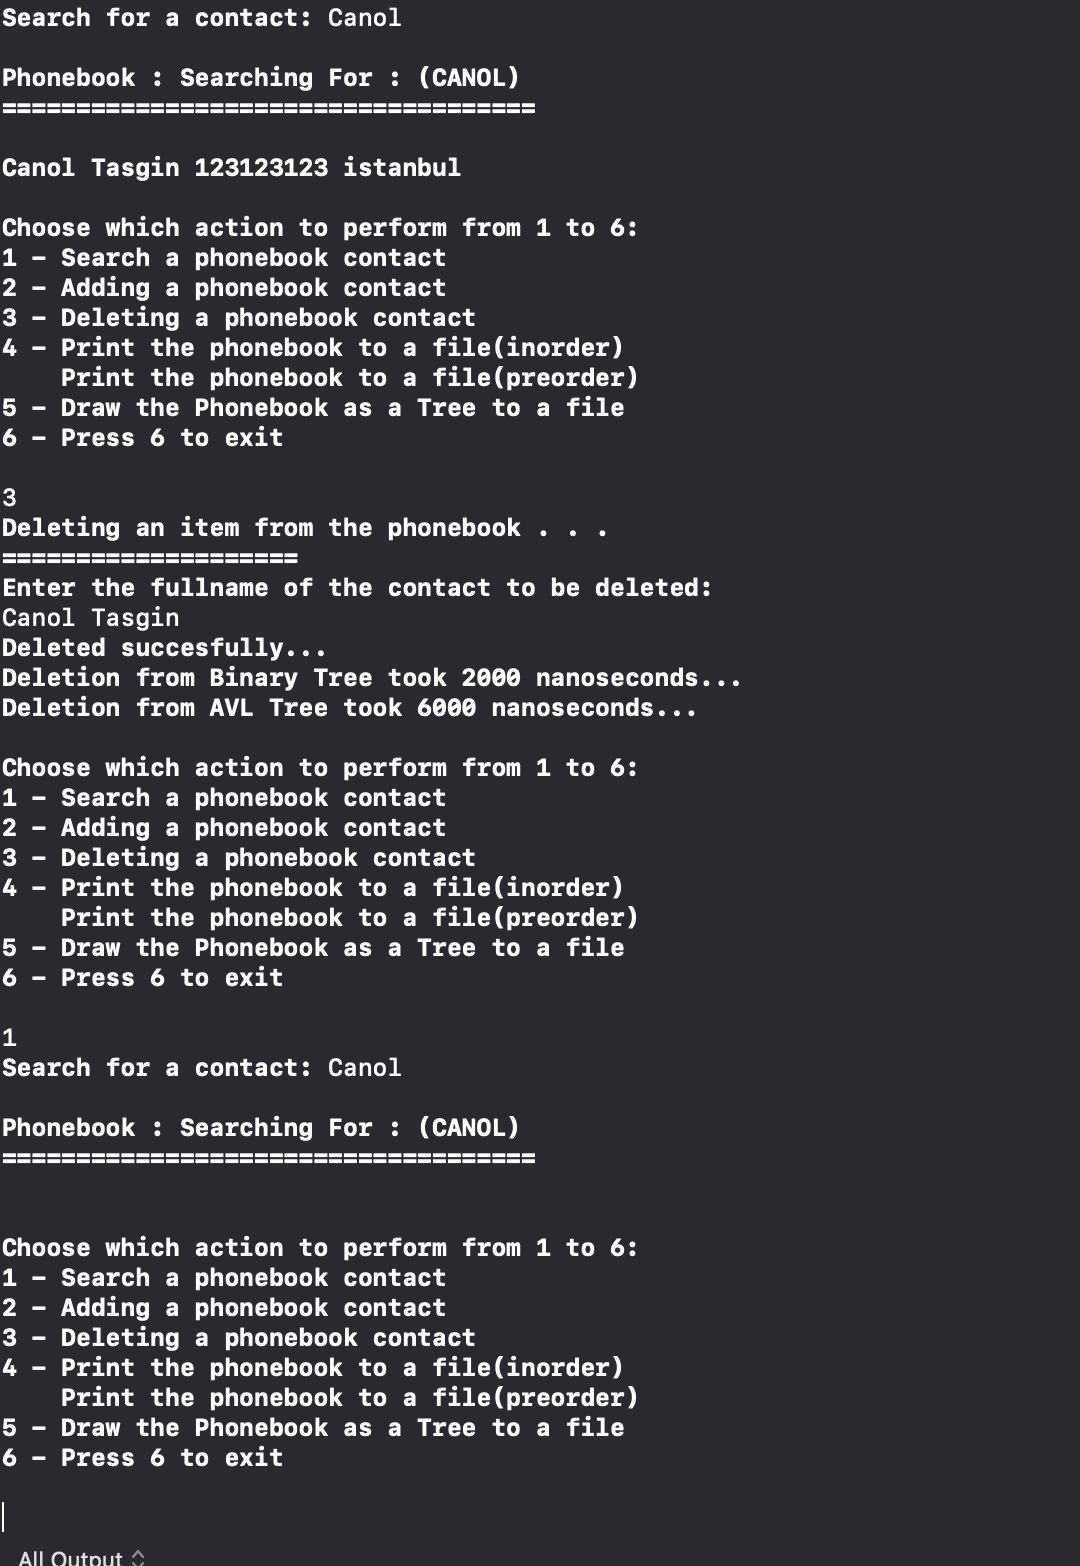 Search for a contact: Canol
Phonebook : Searching For : (CANOL)
====================================
Canol Tasgin 123123123 istanbul
Choose which action to perform from 1 to 6:
1 – Search a phonebook contact
2 – Adding a phonebook contact
3 – Deleting a phonebook contact
4 – Print the phonebook to a file(inorder)
Print the phonebook to a file(preorder)
5 – Draw the Phonebook as a Tree to a file
6 – Press 6 to exit
3
Deleting an item from the phonebook . . .
====================
Enter the fullname of the contact to be deleted:
Canol Tasgin
Deleted succesfully...
Deletion from Binary Tree took 2000 nanoseconds...
Deletion from AVL Tree took 6000 nanoseconds...
Choose which action to perform from 1 to 6:
1 – Search a phonebook contact
2 – Adding a phonebook contact
3 – Deleting a phonebook contact
4 – Print the phonebook to a file(inorder)
Print the phonebook to a file(preorder)
5 – Draw the Phonebook as a Tree to a file
6 – Press 6 to exit
1
Search for a contact: Canol
Phonebook : Searching For : (CANOL)
====================================
Choose which action to perform from 1 to 6:
1 – Search a phonebook contact
2 – Adding a phonebook contact
3 – Deleting a phonebook contact
4 – Print the phonebook to a file(inorder)
Print the phonebook to a file(preorder)
5 – Draw the Phonebook as a Tree to a file
6 – Press 6 to exit
All Output